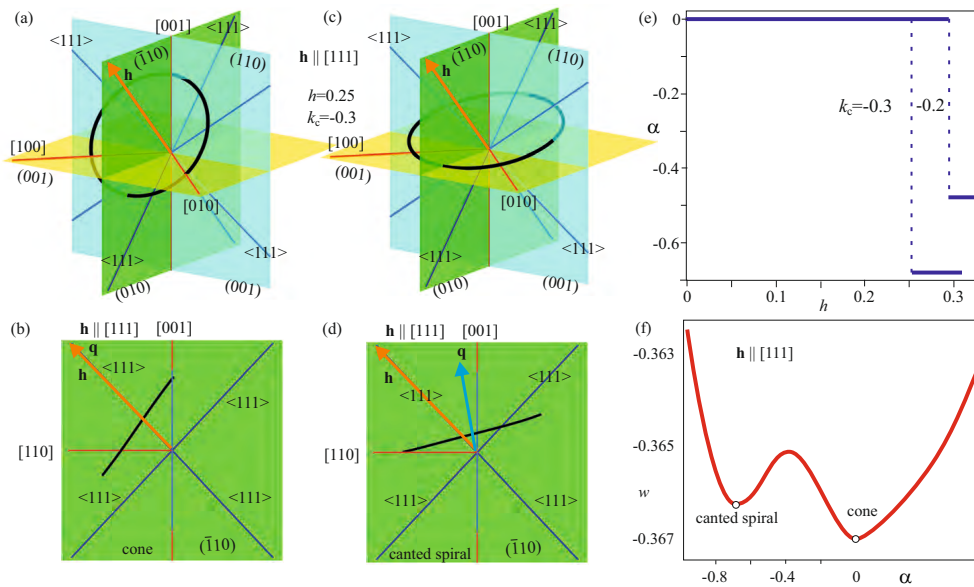 (a)
[001]
<111>
<111>
(1̄10)
(110)
h
[100]
(001)
[010]
<111>
<111>
(010)
(001)
(c)
h || [111]
h=0.25
k_c=-0.3
[001]
<111>
<111>
(1̄10)
(110)
h
[100]
(001)
[010]
<111>
<111>
(010)
(001)
(e)
0
-0.2
α
-0.4
-0.6
k_c=-0.3
-0.2
0
0.1
h
0.2
0.3
(b)
h || [111]
[001]
q
h
<111>
<111>
[110]
<111>
<111>
cone
(1̄10)
(d)
h || [111]
[001]
q
h
<111>
<111>
[110]
<111>
<111>
canted spiral
(1̄10)
(f)
-0.363
h || [111]
-0.365
w
canted spiral
cone
-0.367
-0.8
-0.4
0
α